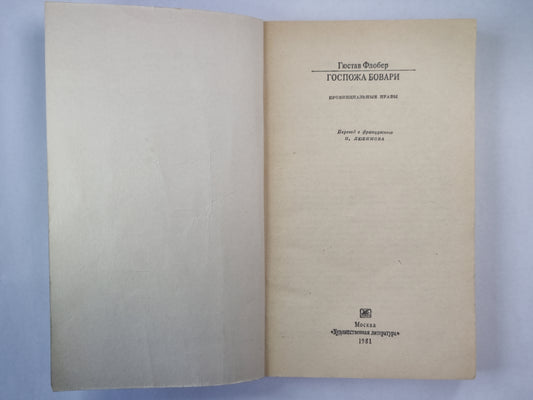 Гюстав Флобер
ГОСПОЖА БОВАРИ
ПРОВИНЦИАЛЬНЫЕ НРАВЫ
Перевод с французского
Н. ЛЮБИМОВА
Москва
«Художественная литература»
1981